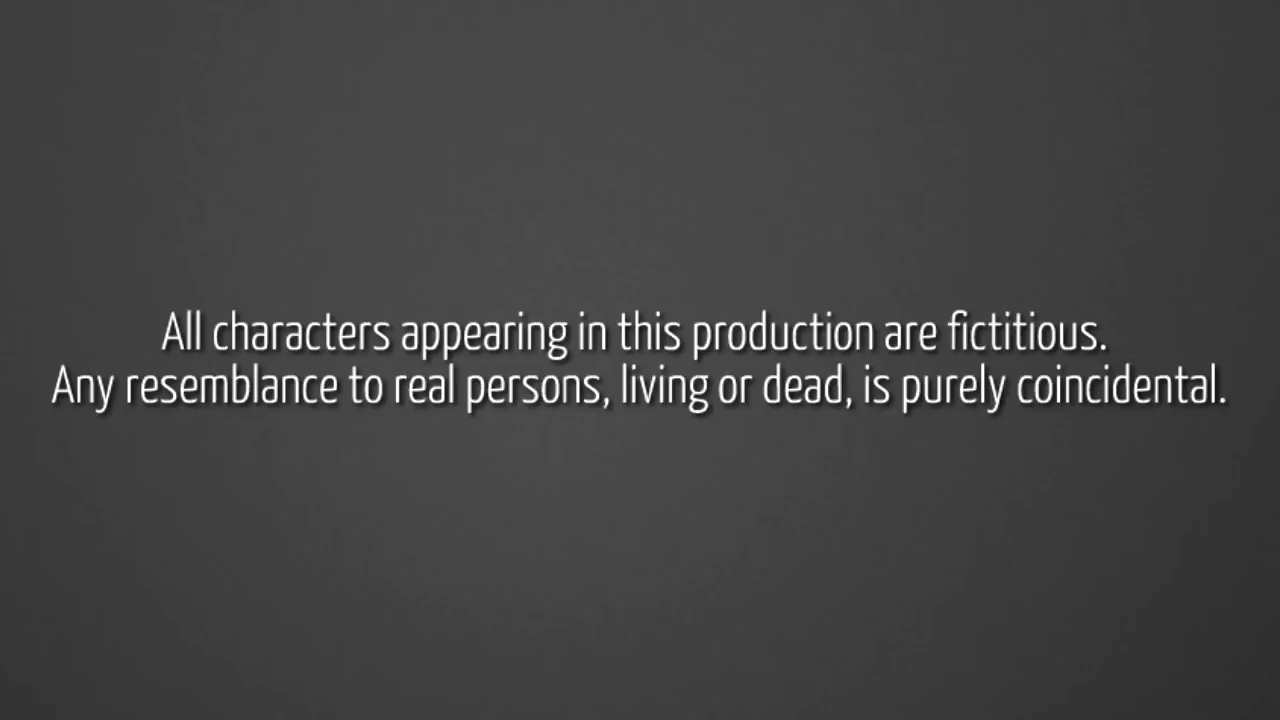 All characters appearing in this production are fictitious.
Any resemblance to real persons, living or dead, is purely coincidental.